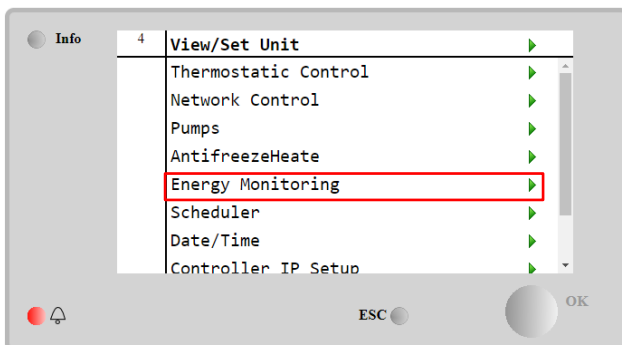 Info
4 View/Set Unit
Thermostatic Control
Network Control
Pumps
AntifreezeHeate
Energy Monitoring
Scheduler
Date/Time
Controller IP Setup
ESC
OK